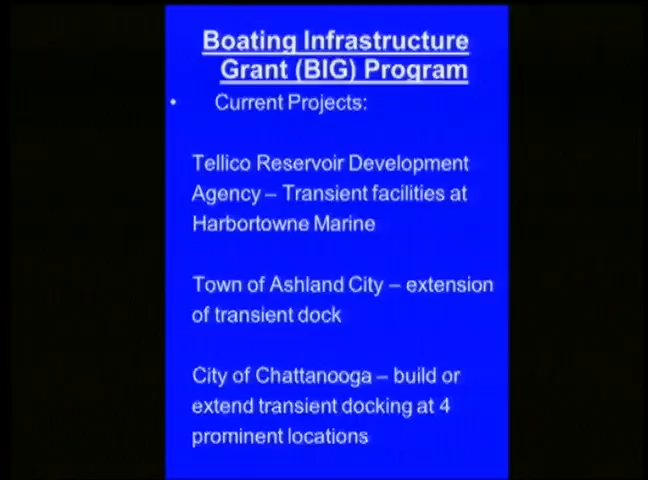 Boating Infrastructure
Grant (BIG) Program
• Current Projects:
Tellico Reservoir Development
Agency – Transient facilities at
Harbortowne Marine
Town of Ashland City – extension
of transient dock
City of Chattanooga – build or
extend transient docking at 4
prominent locations